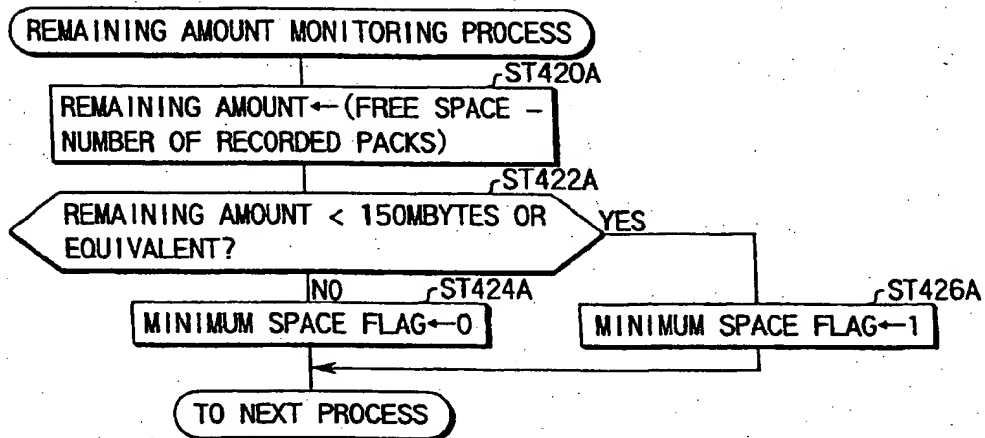 REMAINING AMOUNT MONITORING PROCESS
ST420A
REMAINING AMOUNT←(FREE SPACE –
NUMBER OF RECORDED PACKS)
ST422A
REMAINING AMOUNT < 150MBYTES OR
EQUIVALENT?
YES
NO
ST424A
MINIMUM SPACE FLAG←0
ST426A
MINIMUM SPACE FLAG←1
TO NEXT PROCESS